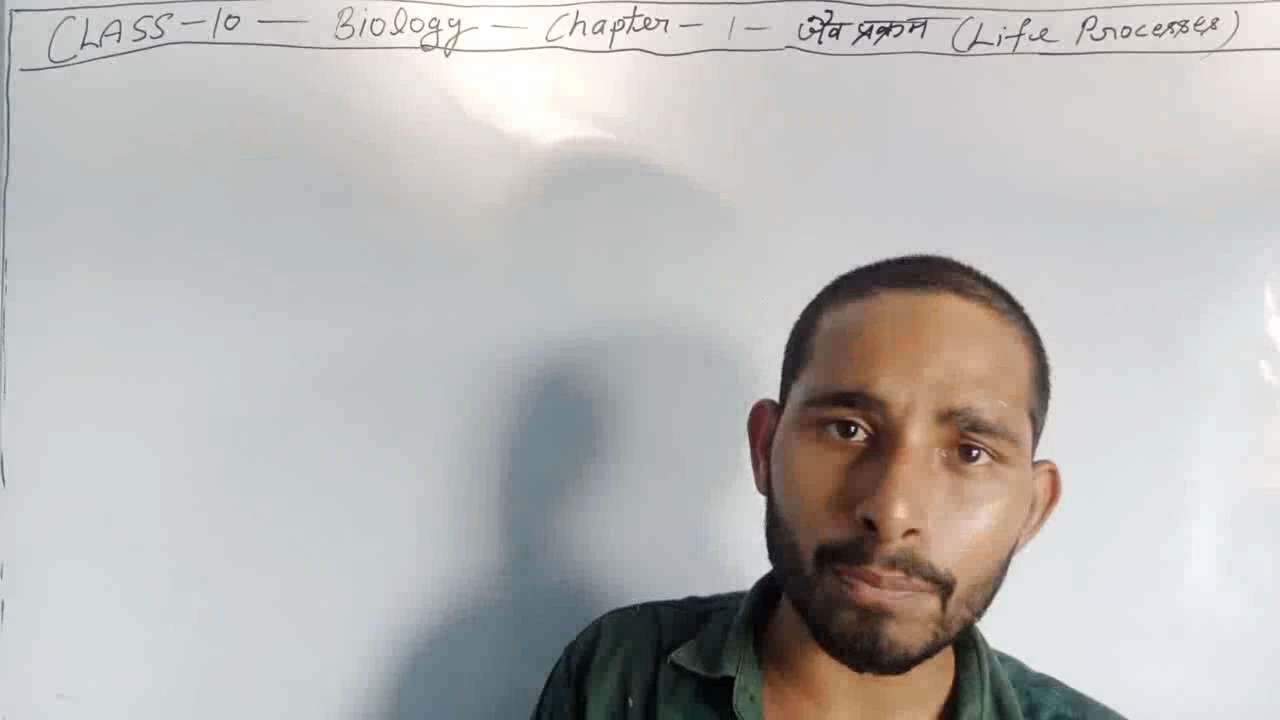 CLASS-10 — Biology — Chapter - 1 - जैव प्रक्रम (Life Processes)